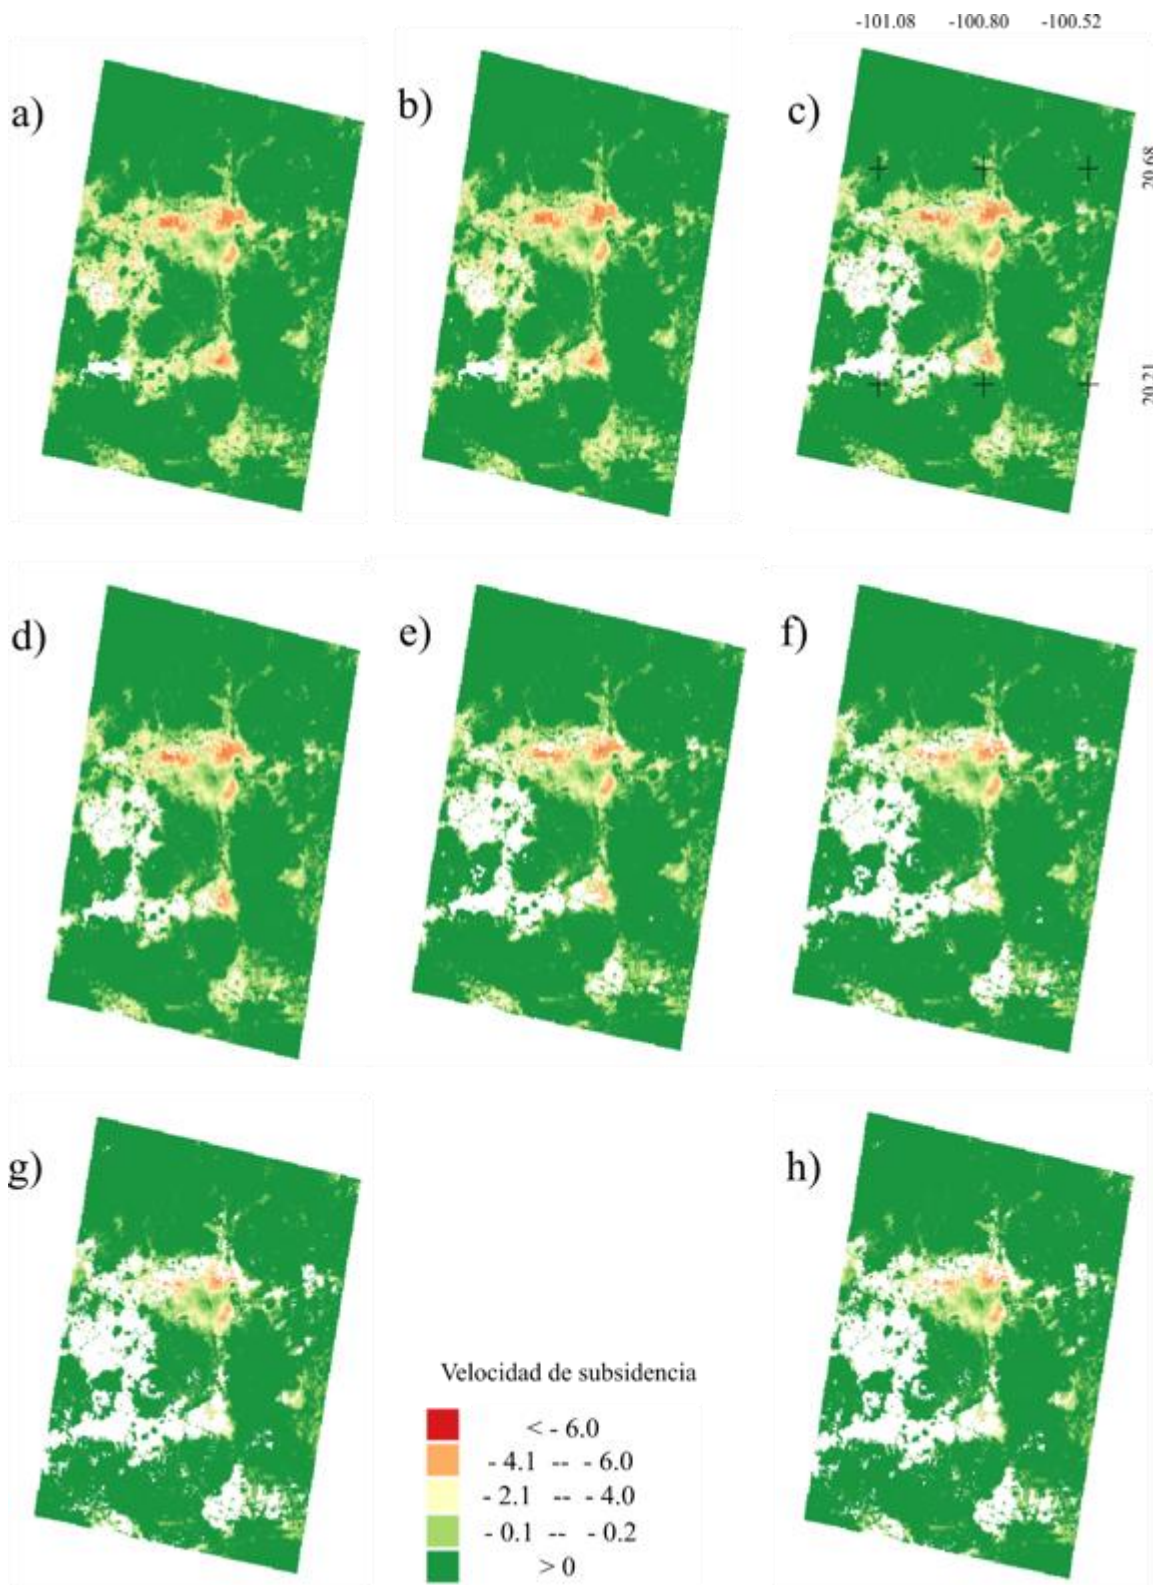 -101.08 -100.80 -100.52
a) b) c)
20.68
20.21
d) e) f)
g) h)
Velocidad de subsidencia
< - 6.0
- 4.1 -- - 6.0
- 2.1 -- - 4.0
- 0.1 -- - 0.2
> 0